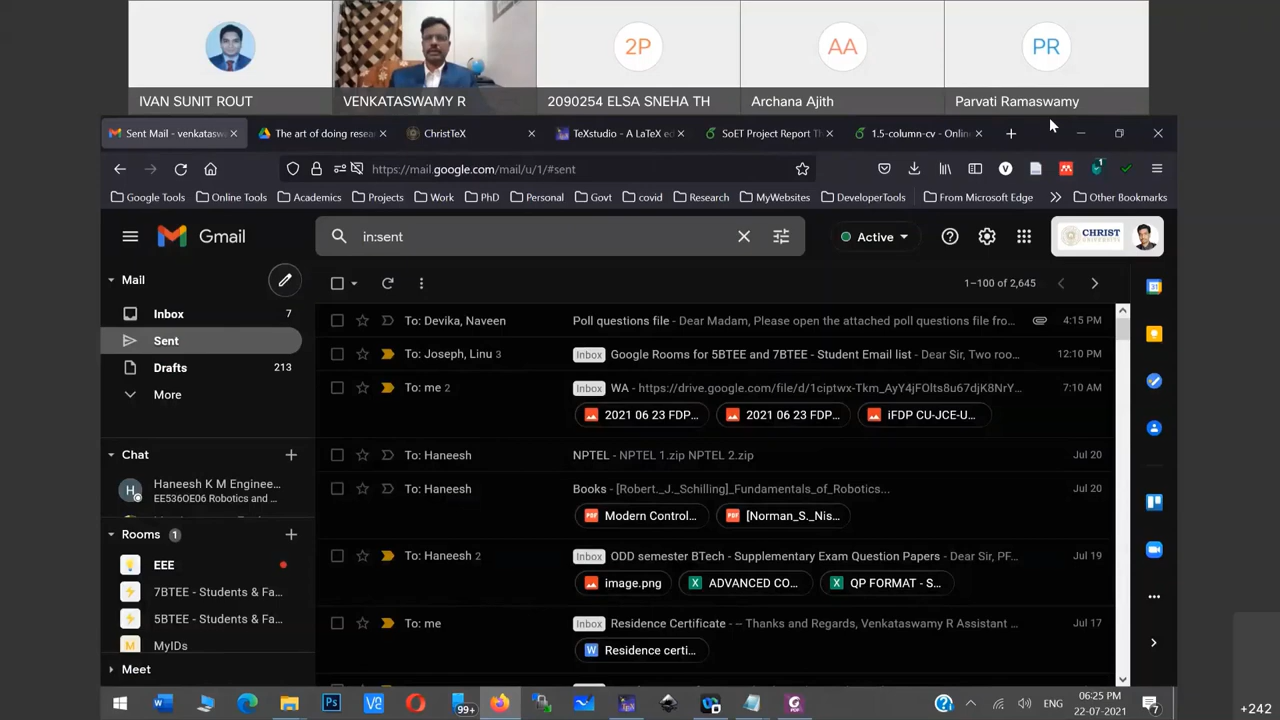 2P
AA
PR
IVAN SUNIT ROUT
VENKATASWAMY R
2090254 ELSA SNEHA TH
Archana Ajith
Parvati Ramaswamy
Sent Mail - venkatasw
The art of doing resear
ChristTeX
TeXstudio - A LaTeX ed
SoET Project Report Th
1.5-column-cv - Online
https://mail.google.com/mail/u/1/#sent
Google Tools
Online Tools
Academics
Projects
Work
PhD
Personal
Govt
covid
Research
MyWebsites
DeveloperTools
From Microsoft Edge
Other Bookmarks
Gmail
in:sent
Active
CHRIST
Mail
1–100 of 2,645
Inbox 7
Sent
Drafts 213
More
To: Devika, Naveen Poll questions file - Dear Madam, Please open the attached poll questions file fro... 4:15 PM
To: Joseph, Linu 3 Inbox Google Rooms for 5BTEE and 7BTEE - Student Email list - Dear Sir, Two roo... 12:10 PM
To: me 2 Inbox WA - https://drive.google.com/file/d/1ciptwx-Tkm_AyY4jFOlts8u67djK8NrY... 7:10 AM
2021 06 23 FDP... 2021 06 23 FDP... iFDP CU-JCE-U...
To: Haneesh NPTEL - NPTEL 1.zip NPTEL 2.zip Jul 20
To: Haneesh Books - [Robert._J._Schilling]_Fundamentals_of_Robotics... Jul 20
Modern Control... [Norman_S._Nis...
To: Haneesh 2 Inbox ODD semester BTech - Supplementary Exam Question Papers - Dear Sir, PF... Jul 19
image.png ADVANCED CO... QP FORMAT - S...
To: me Inbox Residence Certificate - -- Thanks and Regards, Venkataswamy R Assistant ... Jul 17
Residence certi...
Chat
H
Haneesh K M Enginee...
EE536OE06 Robotics and ...
Rooms 1
EEE
7BTEE - Students & Fa...
5BTEE - Students & Fa...
M MyIDs
Meet
99+
ENG
06:25 PM
22-07-2021
7
+242